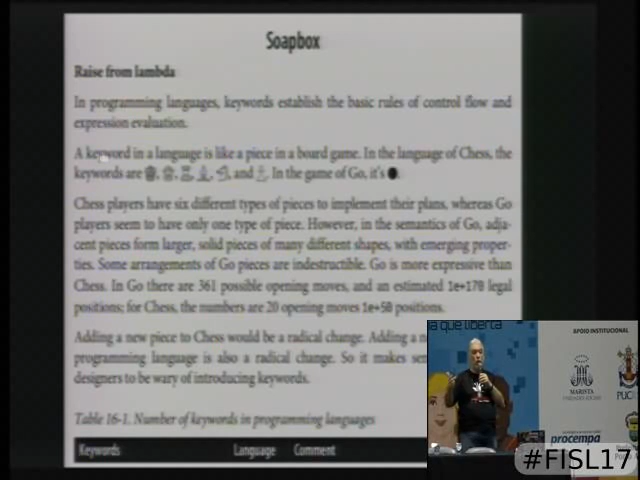 Soapbox
Raise from lambda
In programming languages, keywords establish the basic rules of control flow and
expression evaluation.
A keyword in a language is like a piece in a board game. In the language of Chess, the
keywords are ♚, ♛, ♜, ♝, ♞, and ♟. In the game of Go, it's ●.
Chess players have six different types of pieces to implement their plans, whereas Go
players seem to have only one type of piece. However, in the semantics of Go, adja-
cent pieces form larger, solid pieces of many different shapes, with emerging proper-
ties. Some arrangements of Go pieces are indestructible. Go is more expressive than
Chess. In Go there are 361 possible opening moves, and an estimated 1e+170 legal
positions; for Chess, the numbers are 20 opening moves 1e+50 positions.
Adding a new piece to Chess would be a radical change. Adding a
programming language is also a radical change. So it makes
designers to be wary of introducing keywords.
Table 16-1. Number of keywords in programming languages
Keywords Language Comment
a que liberta
APOIO INSTITUCIONAL
MARISTA
PUC
procempa
#FISL17